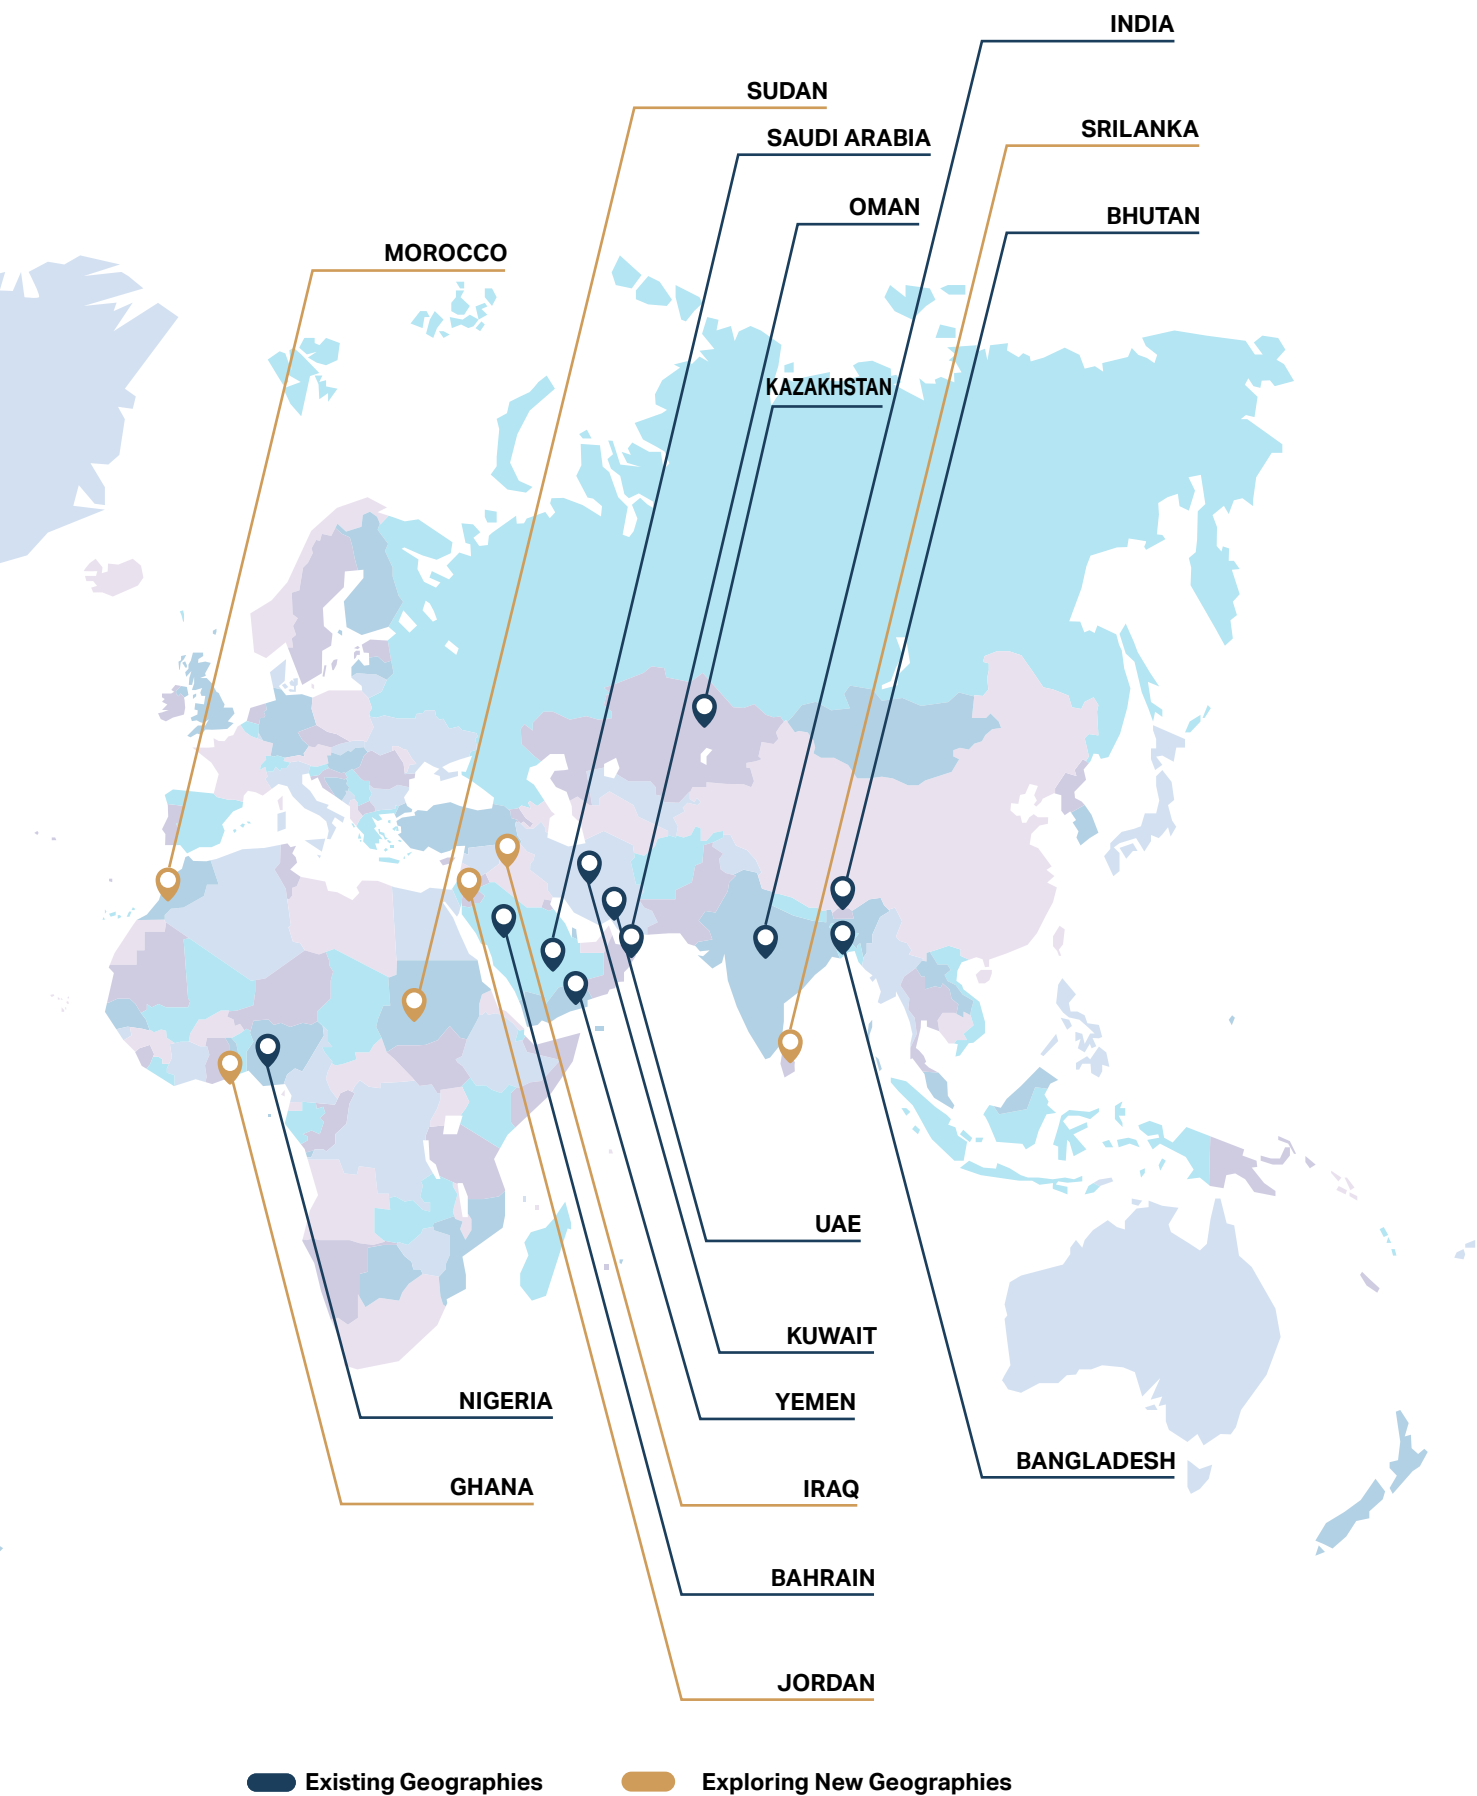 INDIA
SUDAN
SRILANKA
SAUDI ARABIA
OMAN
BHUTAN
MOROCCO
KAZAKHSTAN
UAE
KUWAIT
NIGERIA
YEMEN
BANGLADESH
GHANA
IRAQ
BAHRAIN
JORDAN
Existing Geographies
Exploring New Geographies